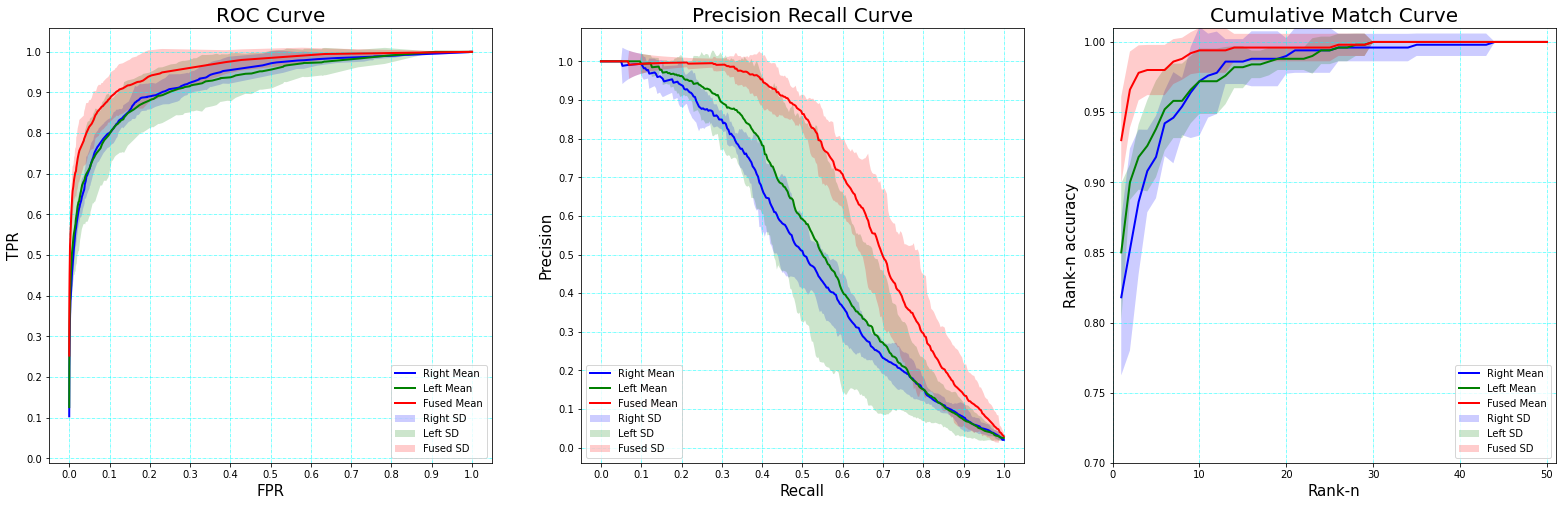 ROC Curve
TPR
1.0
0.9
0.8
0.7
0.6
0.5
0.4
0.3
0.2
0.1
0.0
Right Mean
Left Mean
Fused Mean
Right SD
Left SD
Fused SD
0.0 0.1 0.2 0.3 0.4 0.5 0.6 0.7 0.8 0.9 1.0
FPR
Precision Recall Curve
Precision
1.0
0.9
0.8
0.7
0.6
0.5
0.4
0.3
0.2
0.1
0.0
Right Mean
Left Mean
Fused Mean
Right SD
Left SD
Fused SD
0.0 0.1 0.2 0.3 0.4 0.5 0.6 0.7 0.8 0.9 1.0
Recall
Cumulative Match Curve
Rank-n accuracy
1.00
0.95
0.90
0.85
0.80
0.75
0.70
Right Mean
Left Mean
Fused Mean
Right SD
Left SD
Fused SD
0 10 20 30 40 50
Rank-n